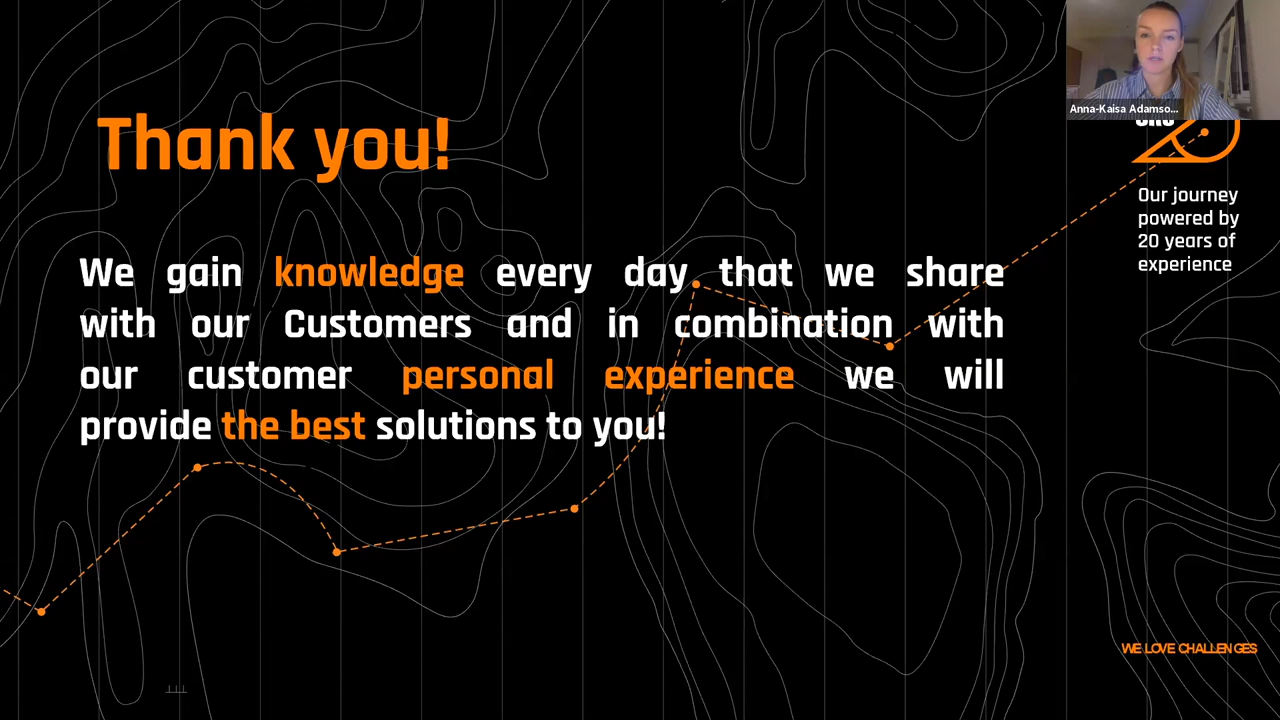 Anna-Kaisa Adamso...
Thank you!
Our journey
powered by
20 years of
experience
We gain knowledge every day that we share
with our Customers and in combination with
our customer personal experience we will
provide the best solutions to you!
WE LOVE CHALLENGES